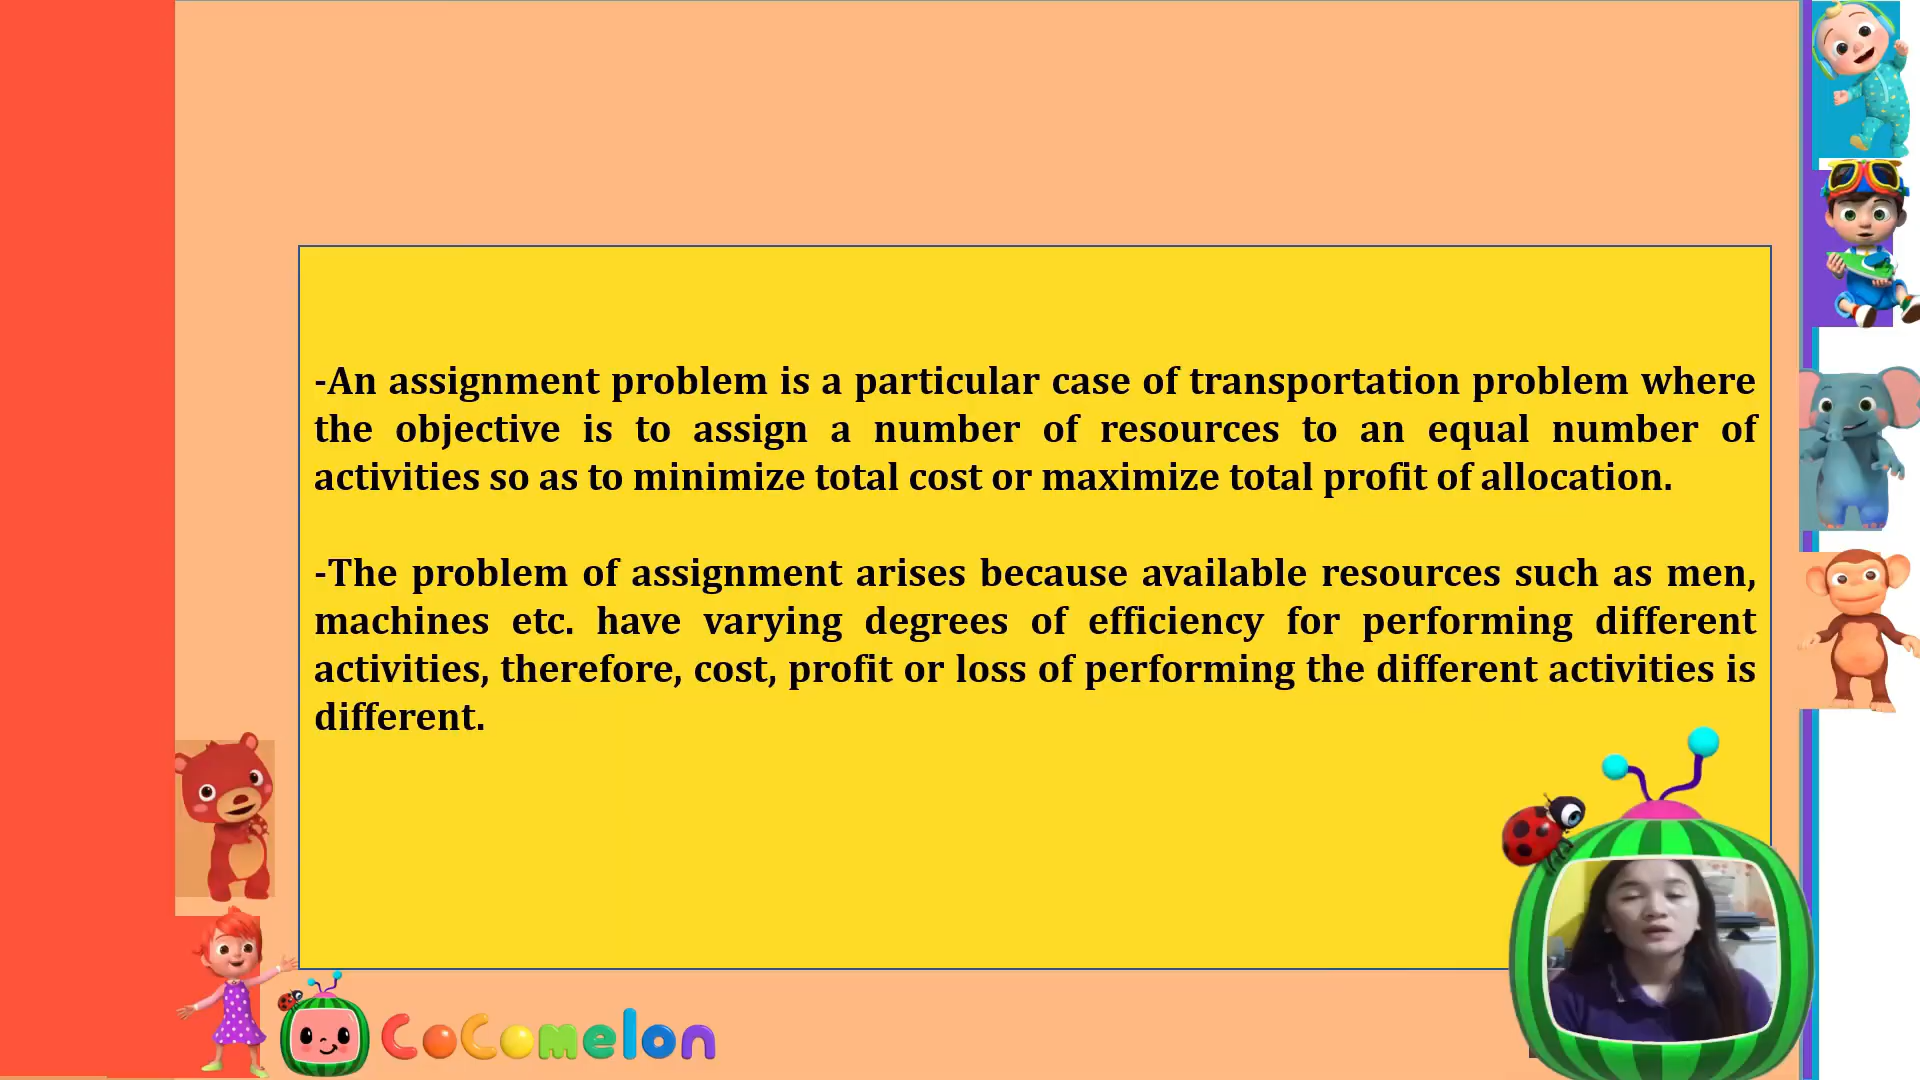 -An assignment problem is a particular case of transportation problem where
the objective is to assign a number of resources to an equal number of
activities so as to minimize total cost or maximize total profit of allocation.
-The problem of assignment arises because available resources such as men,
machines etc. have varying degrees of efficiency for performing different
activities, therefore, cost, profit or loss of performing the different activities is
different.
CoComelon